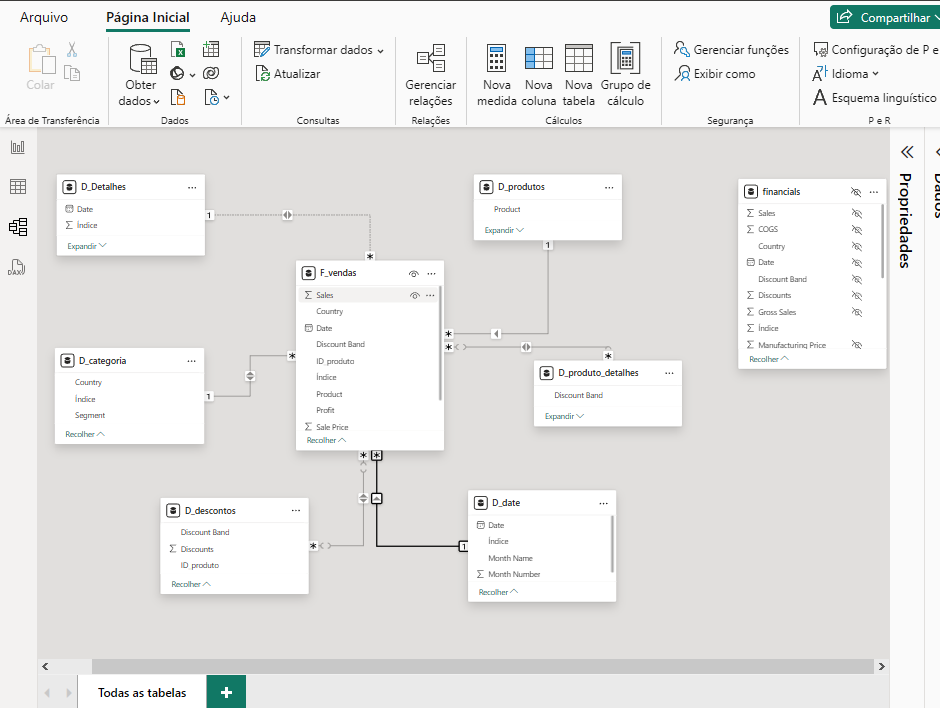 Arquivo
Página Inicial
Ajuda
Compartilhar
Colar
Área de Transferência
Obter
dados
Dados
Transformar dados
Atualizar
Consultas
Gerenciar
relações
Relações
Nova
medida
Nova
coluna
Nova
tabela
Grupo de
cálculo
Cálculos
Gerenciar funções
Exibir como
Segurança
Configuração de P e
Idioma
Esquema linguístico
P e R
DAX
D_Detalhes
Date
Índice
Expandir
D_produtos
Product
Expandir
financials
Sales
COGS
Country
Date
Discount Band
Discounts
Gross Sales
Índice
Manufacturing Price
Recolher
Propriedades
Dados
1
*
1
F_vendas
Sales
Country
Date
Discount Band
ID_produto
Índice
Product
Profit
Sale Price
Recolher
*
*
*
*
D_categoria
Country
Índice
Segment
Recolher
1
D_produto_detalhes
Discount Band
Expandir
*
*
D_descontos
Discount Band
Discounts
ID_produto
Recolher
*
1
D_date
Date
Índice
Month Name
Month Number
Recolher
Todas as tabelas
+